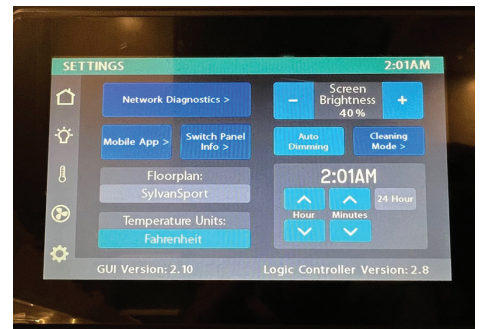 SETTINGS
2:01AM
Network Diagnostics >
Screen
Brightness
40%
-
+
Mobile App >
Switch Panel
Info >
Auto
Dimming
Cleaning
Mode >
Floorplan:
SylvanSport
2:01AM
24 Hour
Hour
Minutes
Temperature Units:
Fahrenheit
GUI Version: 2.10
Logic Controller Version: 2.8